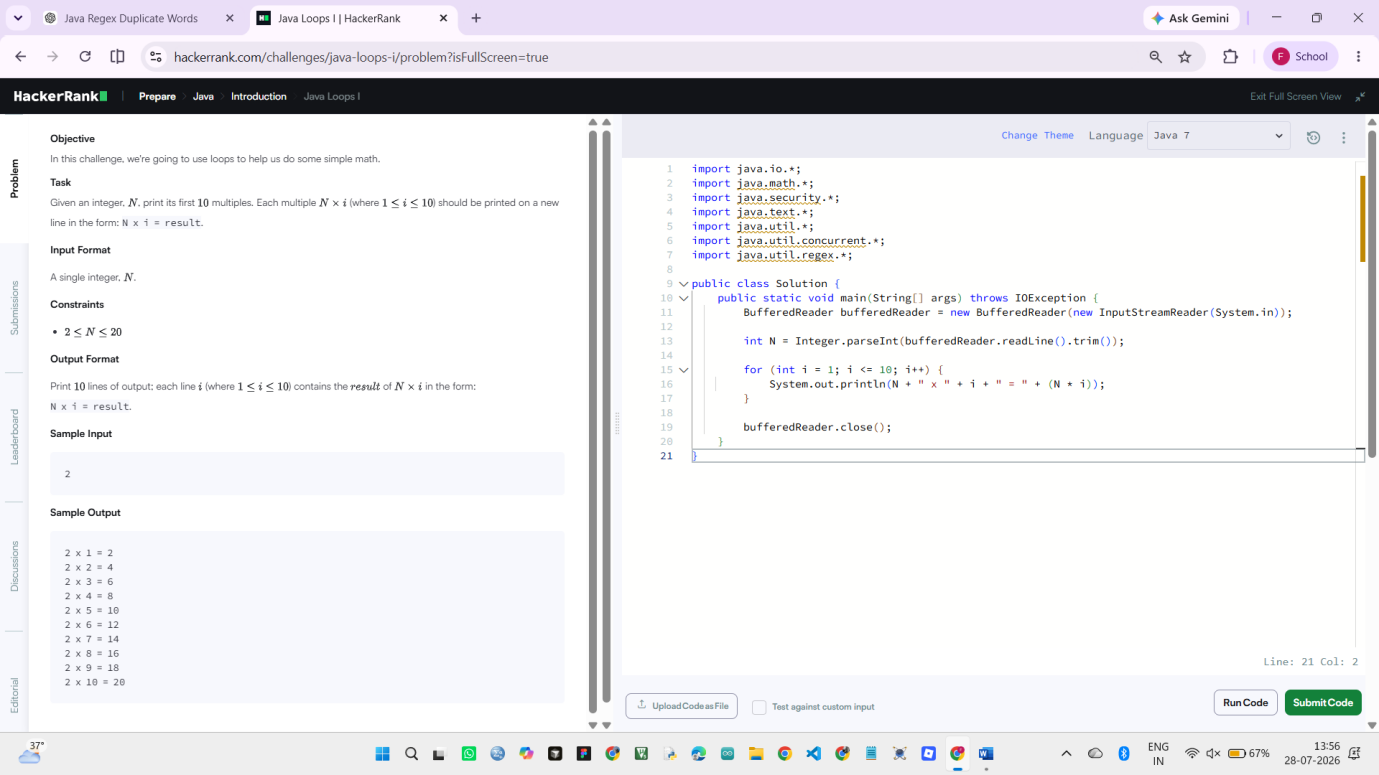 Java Regex Duplicate Words
Java Loops I | HackerRank
Ask Gemini
hackerrank.com/challenges/java-loops-i/problem?isFullScreen=true
F School
HackerRank
Prepare
Java
Introduction
Java Loops I
Exit Full Screen View
Problem
Submissions
Leaderboard
Discussions
Editorial
Objective
In this challenge, we're going to use loops to help us do some simple math.
Task
Given an integer, N, print its first 10 multiples. Each multiple N × i (where 1 ≤ i ≤ 10) should be printed on a new
line in the form: N x i = result.
Input Format
A single integer, N.
Constraints
• 2 ≤ N ≤ 20
Output Format
Print 10 lines of output; each line i (where 1 ≤ i ≤ 10) contains the result of N × i in the form:
N x i = result.
Sample Input
2
Sample Output
2 x 1 = 2
2 x 2 = 4
2 x 3 = 6
2 x 4 = 8
2 x 5 = 10
2 x 6 = 12
2 x 7 = 14
2 x 8 = 16
2 x 9 = 18
2 x 10 = 20
Change Theme
Language
Java 7
1 import java.io.*;
2 import java.math.*;
3 import java.security.*;
4 import java.text.*;
5 import java.util.*;
6 import java.util.concurrent.*;
7 import java.util.regex.*;
8
9 public class Solution {
10 public static void main(String[] args) throws IOException {
11 BufferedReader bufferedReader = new BufferedReader(new InputStreamReader(System.in));
12
13 int N = Integer.parseInt(bufferedReader.readLine().trim());
14
15 for (int i = 1; i <= 10; i++) {
16 System.out.println(N + " x " + i + " = " + (N * i));
17 }
18
19 bufferedReader.close();
20 }
21 }
Line: 21 Col: 2
Upload Code as File
Test against custom input
Run Code
Submit Code
37°
ENG
IN
67%
13:56
28-07-2026